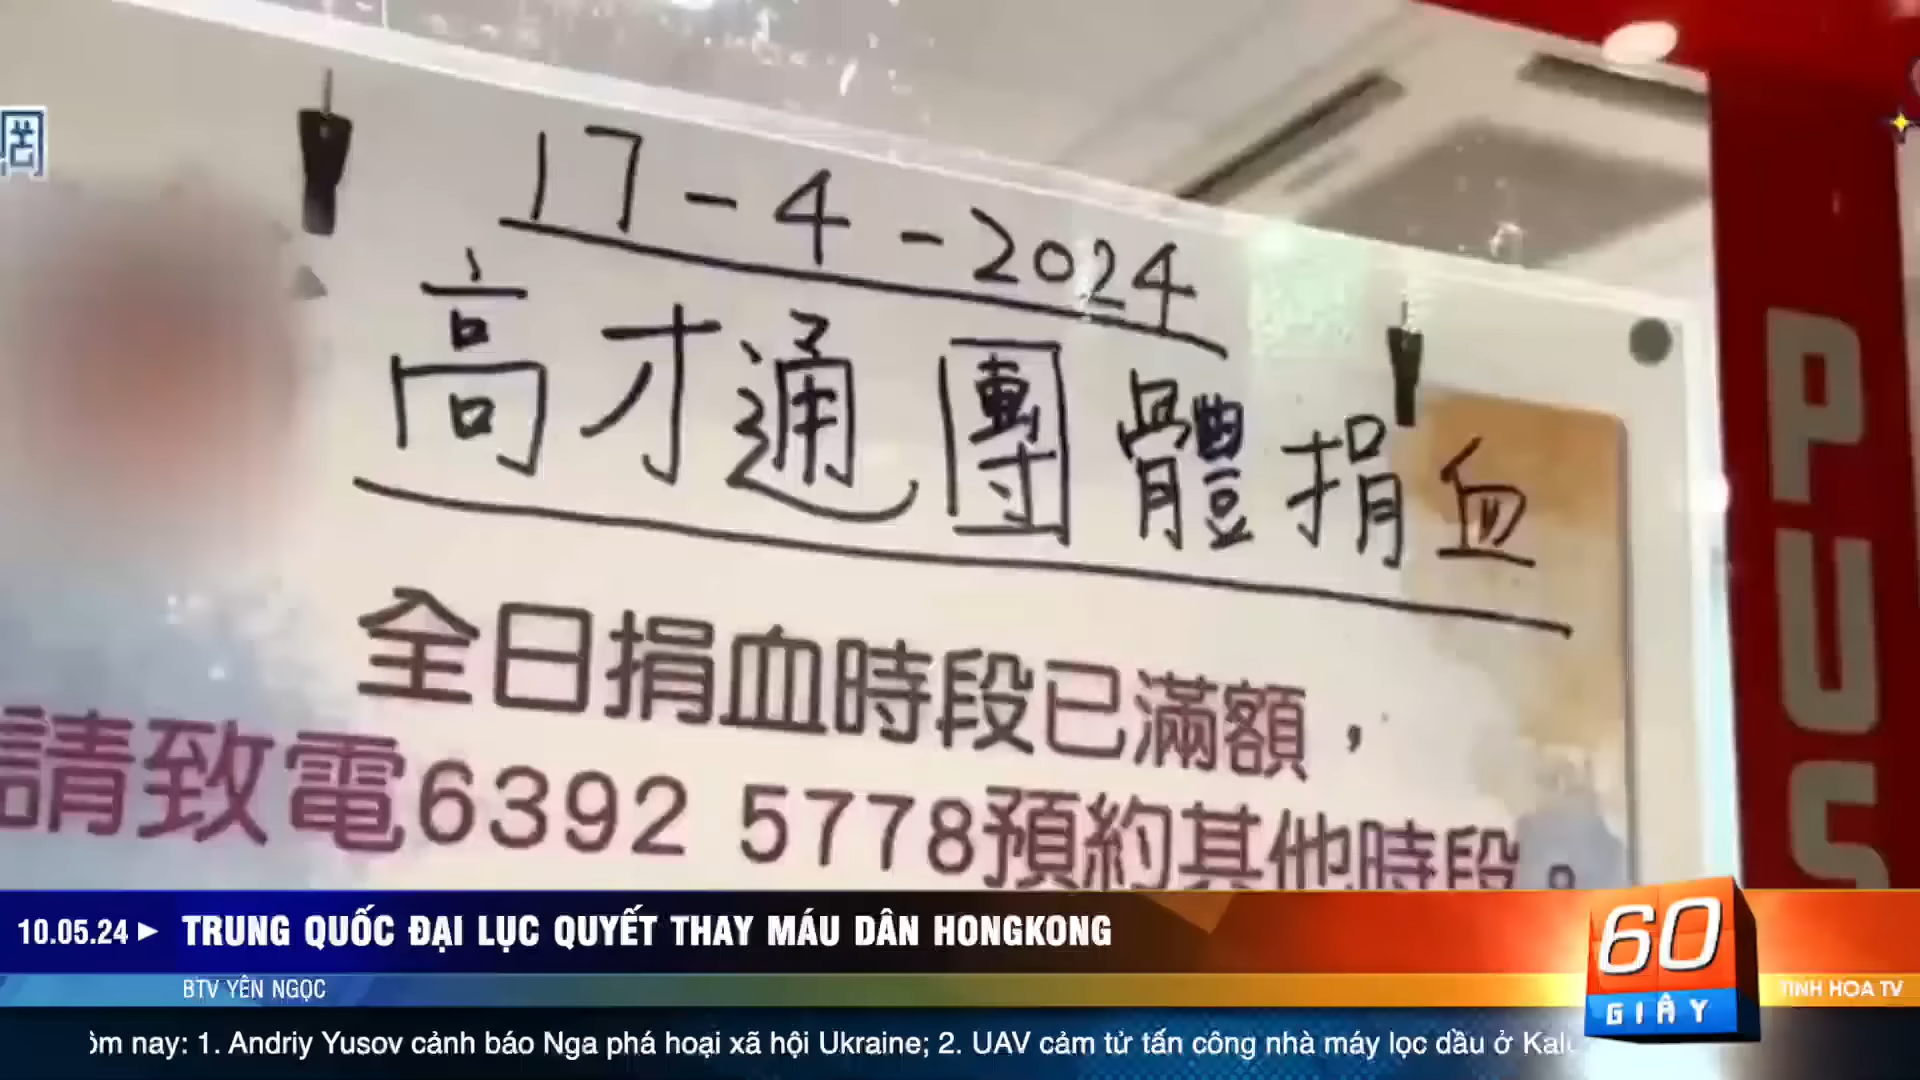 17-4-2024
高才通團體捐血
全日捐血時段已滿額，
請致電6392 5778預約其他時段。
PUS
10.05.24
TRUNG QUỐC ĐẠI LỤC QUYẾT THAY MÁU DÂN HONGKONG
BTV YÊN NGỌC
60
GIÂY
TINH HOA TV
nay: 1. Andriy Yusov cảnh báo Nga phá hoại xã hội Ukraine; 2. UAV cảm tử tấn công nhà máy lọc dầu ở